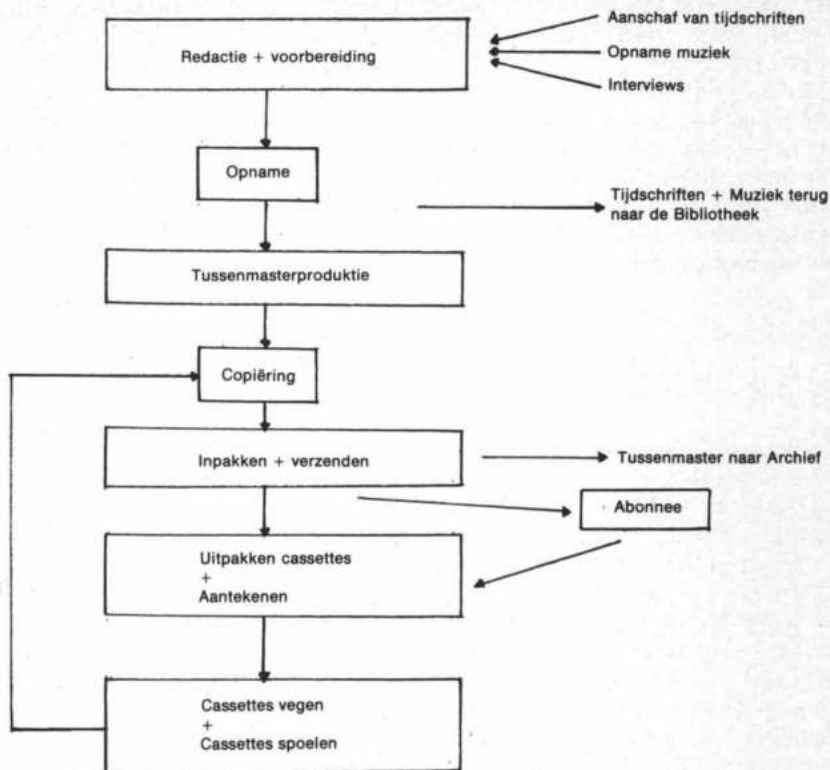 Aanschaf van tijdschriften
Redactie + voorbereiding
Opname muziek
Interviews
Opname
Tijdschriften + Muziek terug
naar de Bibliotheek
Tussenmasterproduktie
Copiëring
Inpakken + verzenden
Tussenmaster naar Archief
Abonnee
Uitpakken cassettes
+
Aantekenen
Cassettes vegen
+
Cassettes spoelen